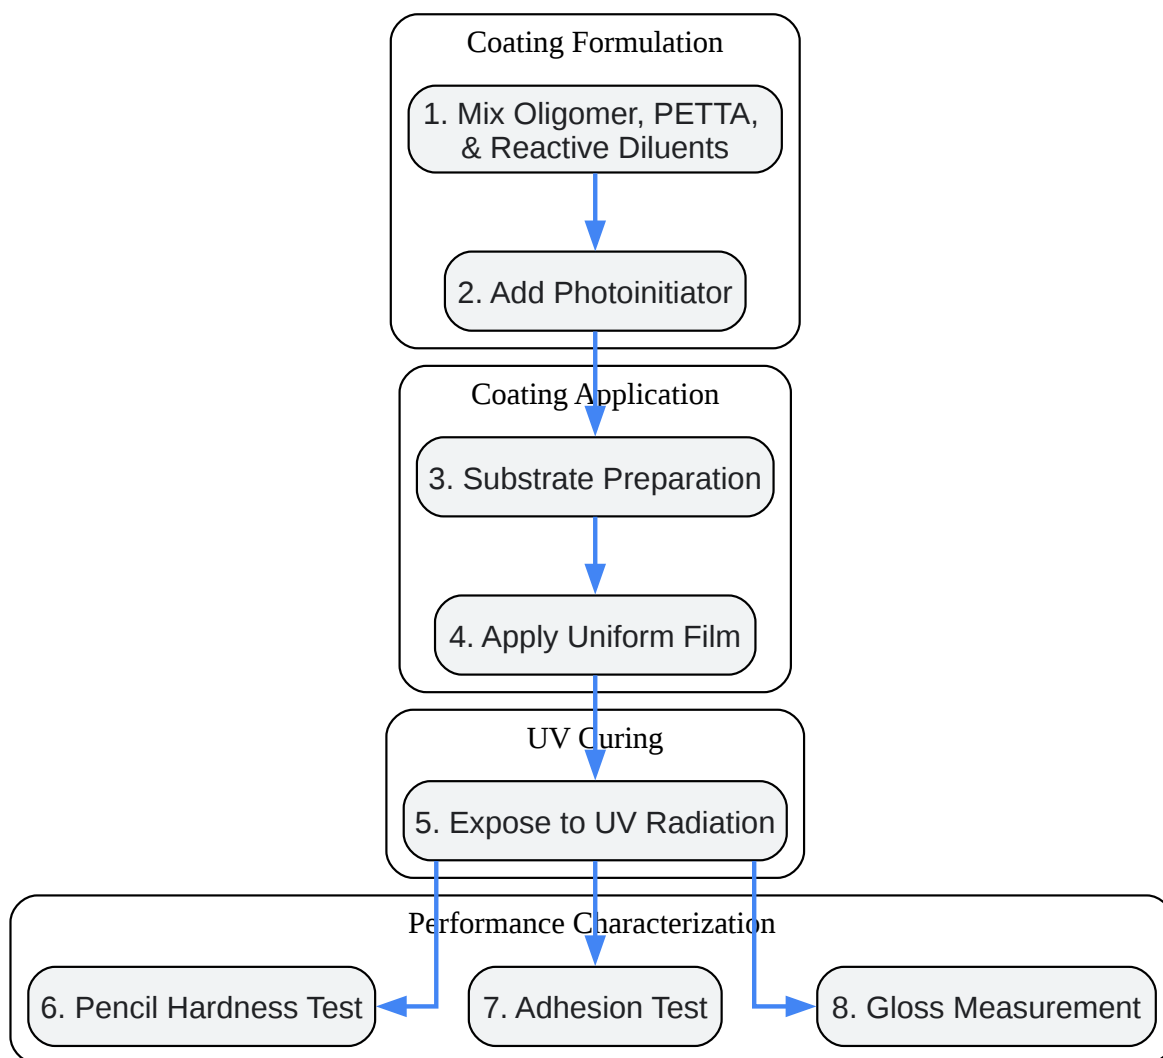 Coating Formulation
1. Mix Oligomer, PETTA,
& Reactive Diluents
2. Add Photoinitiator
Coating Application
3. Substrate Preparation
4. Apply Uniform Film
UV Curing
5. Expose to UV Radiation
Performance Characterization
6. Pencil Hardness Test
7. Adhesion Test
8. Gloss Measurement